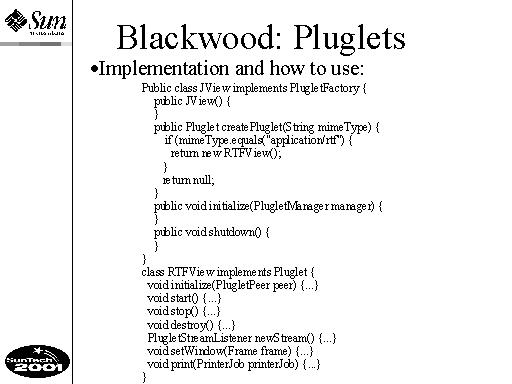 Sun
Blackwood: Pluglets
•Implementation and how to use:
Public class JView implements PlugletFactory {
public JView() {
}
public Pluglet createPluglet(String mimeType) {
if (mimeType.equals("application/rtf") {
return new RTFView();
}
return null;
}
public void initialize(PlugletManager manager) {
}
public void shutdown() {
}
}
class RTFView implements Pluglet {
void initialize(PlugletPeer peer) {...}
void start() {...}
void stop() {...}
void destroy() {...}
PlugletStreamListener newStream() {...}
void setWindow(Frame frame) {...}
void print(PrinterJob printerJob) {...}
}
SunTech
2001